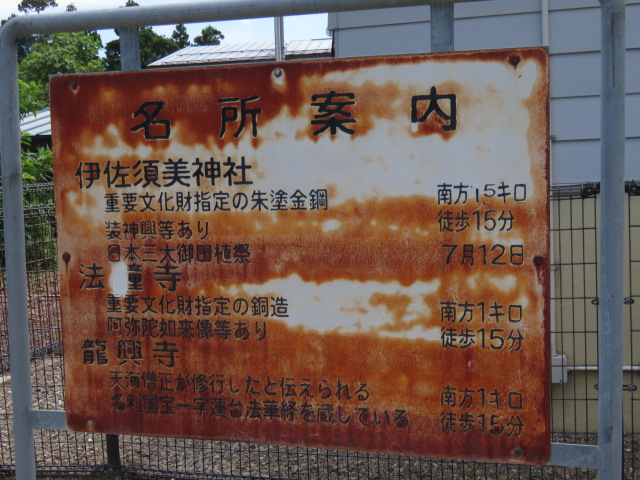 名所案内
伊佐須美神社
重要文化財指定の朱塗金鋼 南方1.5キロ
装神輿等あり 徒歩15分
日本三大御田植祭 7月12日
法童寺
重要文化財指定の銅造 南方1キロ
阿弥陀如来像等あり 徒歩15分
龍興寺
天海僧正が修行したと伝えられる 南方1キロ
名刹国宝一字蓮台法華経を蔵している 徒歩15分